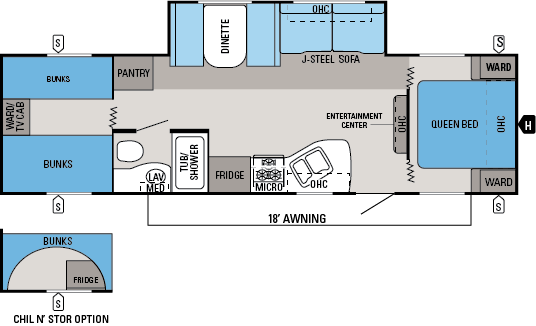 OHC
DINETTE
J-STEEL SOFA
S
S
BUNKS
PANTRY
WARD
WARD/
TV CAB
ENTERTAINMENT
CENTER
OHC
QUEEN BED
OHC
H
BUNKS
TUB/
SHOWER
LAV
MED
FRIDGE
MICRO
OHC
WARD
S
S
18' AWNING
BUNKS
FRIDGE
S
CHIL N' STOR OPTION